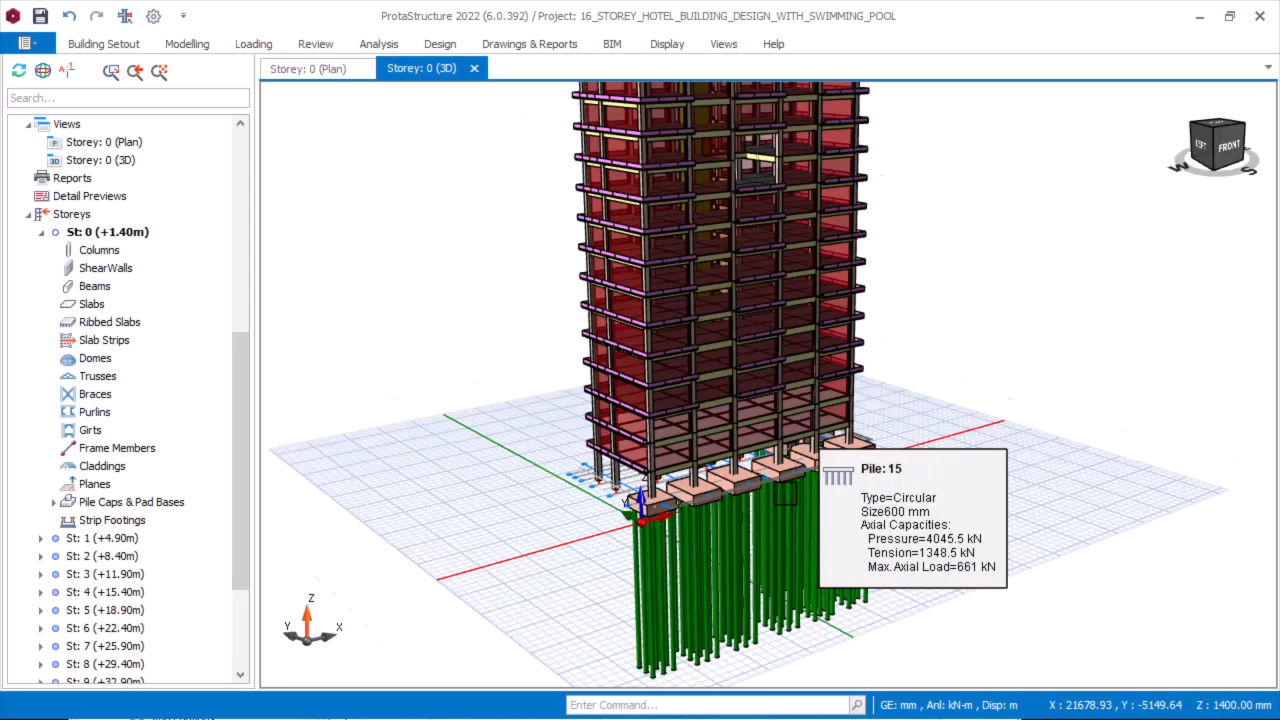 ProtaStructure 2022 (6.0.392) / Project: 16_STOREY_HOTEL_BUILDING_DESIGN_WITH_SWIMMING_POOL
Building Setout Modelling Loading Review Analysis Design Drawings & Reports BIM Display Views Help
Storey: 0 (Plan) Storey: 0 (3D)
Search...
Views
Storey: 0 (Plan)
Storey: 0 (3D)
Reports
Detail Previews
Storeys
St: 0 (+1.40m)
Columns
ShearWalls
Beams
Slabs
Ribbed Slabs
Slab Strips
Domes
Trusses
Braces
Purlins
Girts
Frame Members
Claddings
Planes
Pile Caps & Pad Bases
Strip Footings
St: 1 (+4.90m)
St: 2 (+8.40m)
St: 3 (+11.90m)
St: 4 (+15.40m)
St: 5 (+18.90m)
St: 6 (+22.40m)
St: 7 (+25.90m)
St: 8 (+29.40m)
St: 9 (+32.90m)
LEFT FRONT
W S
Pile: 15
Type=Circular
Size600 mm
Axial Capacities:
Pressure=4045.5 kN
Tension=1348.5 kN
Max.Axial Load=661 kN
Y
Z
Y X
Enter Command...
GE: mm , Anl: kN-m , Disp: m X : 21678.93 , Y : -5149.64 Z : 1400.00 mm